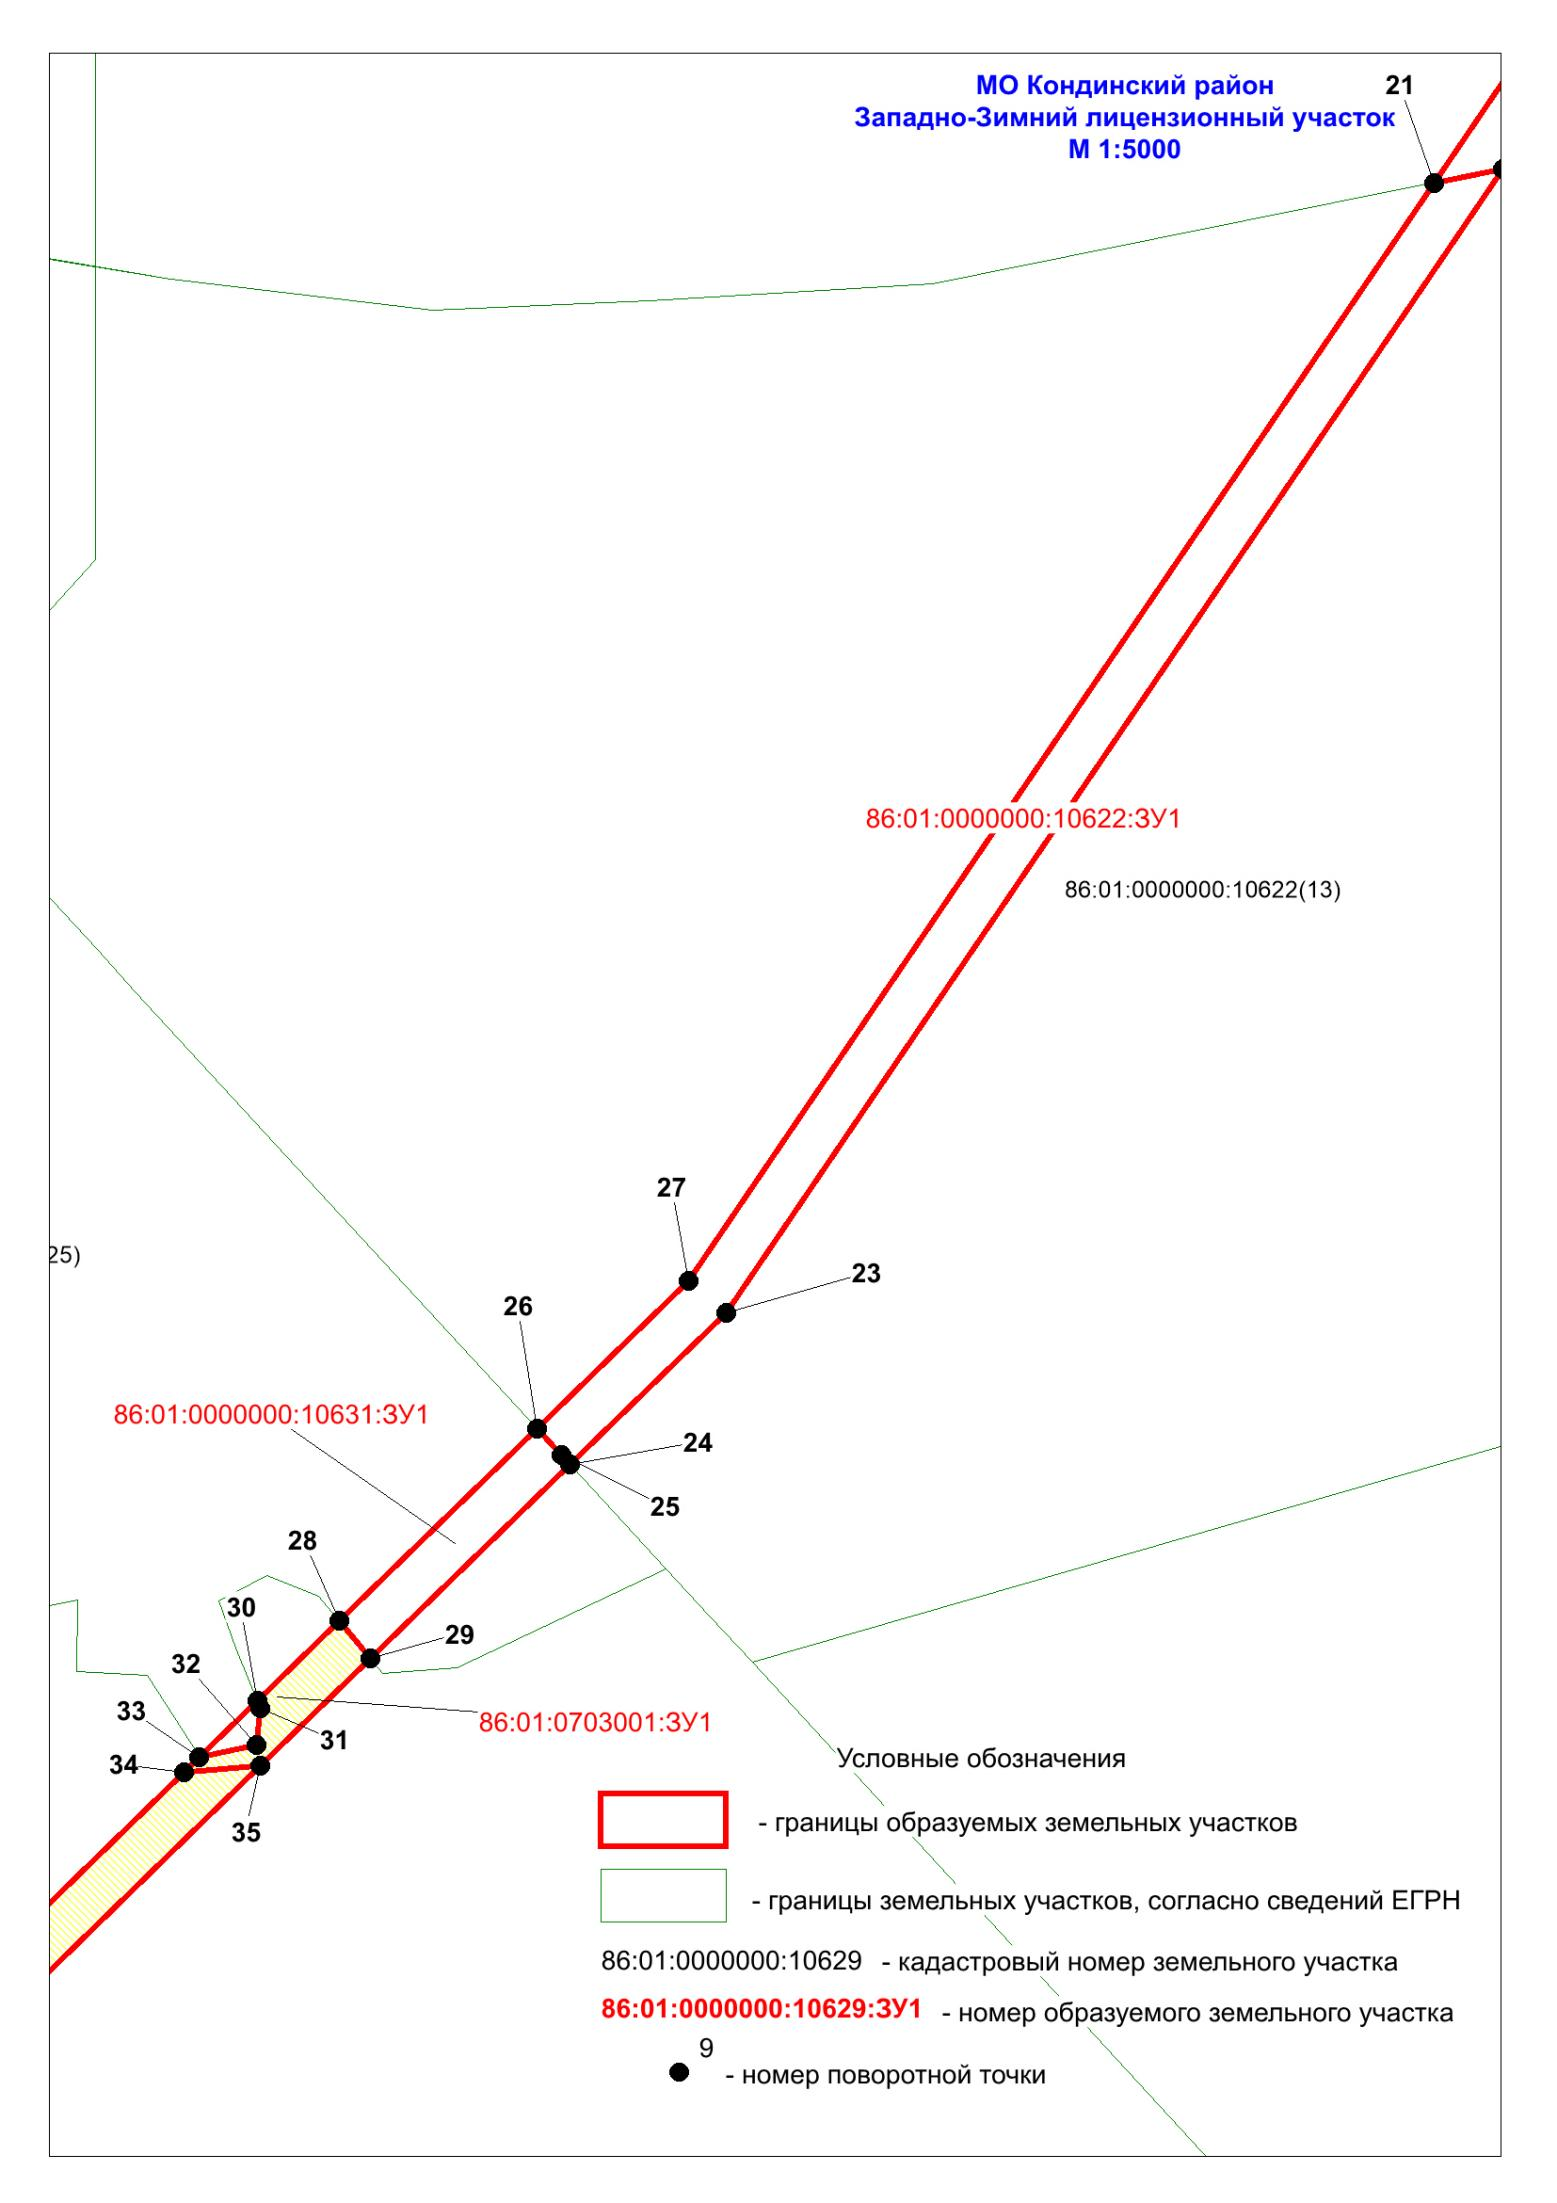 МО Кондинский район
Западно-Зимний лицензионный участок
М 1:5000
21
86:01:0000000:10622:ЗУ1
86:01:0000000:10622(13)
27
25)
23
26
86:01:0000000:10631:ЗУ1
24
25
28
30
29
32
33
86:01:0703001:ЗУ1
31
34
35
Условные обозначения
- границы образуемых земельных участков
- границы земельных участков, согласно сведений ЕГРН
86:01:0000000:10629 - кадастровый номер земельного участка
86:01:0000000:10629:ЗУ1 - номер образуемого земельного участка
9
- номер поворотной точки